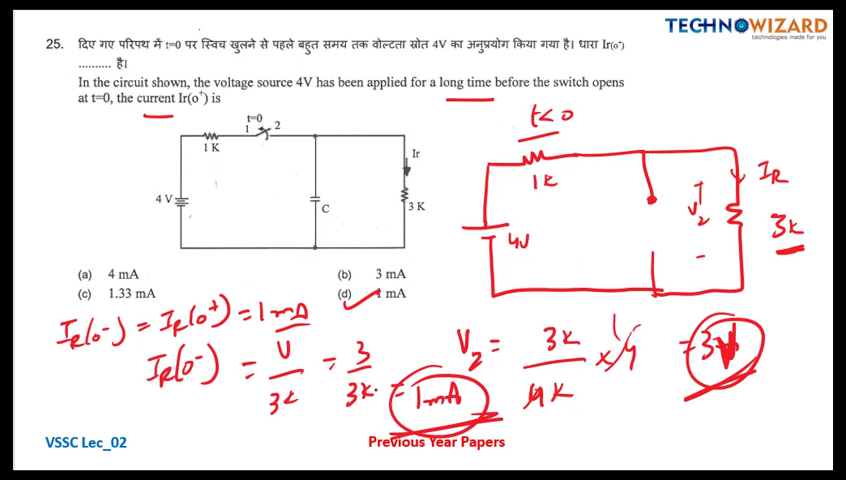 TECHNOWIZARD
technologies made for you
25. दिए गए परिपथ में t=0 पर स्विच खुलने से पहले बहुत समय तक वोल्टता स्रोत 4V का अनुप्रयोग किया गया है। धारा Ir(o⁺)
.......... है।
In the circuit shown, the voltage source 4V has been applied for a long time before the switch opens
at t=0, the current Ir(o⁺) is
t=0
1 2
1 K
Ir
4 V
C
3 K
t<0
1K
IR
V2
3K
4V
(a) 4 mA (b) 3 mA
(c) 1.33 mA (d) 1 mA
IR(0-) = IR(0+) = 1mA
IR(0-) = V/3K = 3/3K = 1mA
V2 = 3K/4K × 4 = 3V
VSSC Lec_02
Previous Year Papers